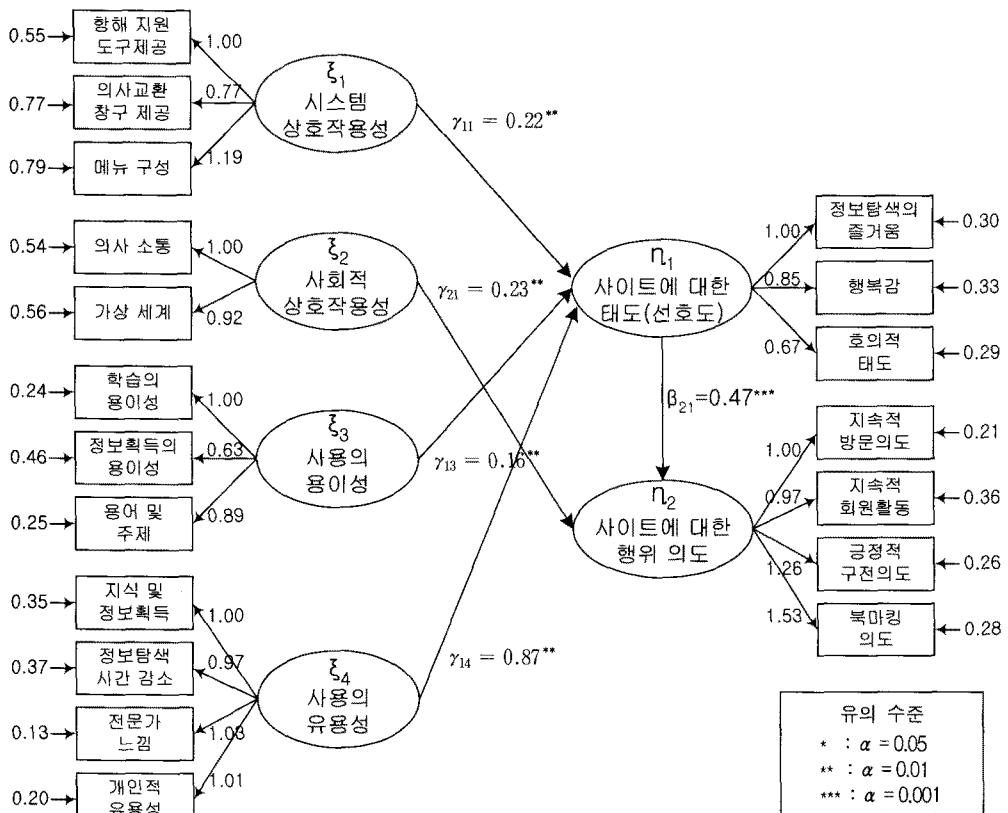 0.55
항해 지원
도구제공
1.00
0.77
의사교환
창구 제공
0.77
0.79
메뉴 구성
1.19
ξ1
시스템
상호작용성
γ11 = 0.22**
0.54
의사 소통
1.00
0.56
가상 세계
0.92
ξ2
사회적
상호작용성
γ21 = 0.23**
0.24
학습의
용이성
1.00
0.46
정보획득의
용이성
0.63
0.25
용어 및
주제
0.89
ξ3
사용의
용이성
γ13 = 0.16**
0.35
지식 및
정보획득
1.00
0.37
정보탐색
시간 감소
0.97
0.13
전문가
느낌
1.03
0.20
개인적
유용성
1.01
ξ4
사용의
유용성
γ14 = 0.87**
η1
사이트에 대한
태도(선호도)
1.00
정보탐색의
즐거움
0.30
0.85
행복감
0.33
0.67
호의적
태도
0.29
β21=0.47***
η2
사이트에 대한
행위 의도
1.00
지속적
방문의도
0.21
0.97
지속적
회원활동
0.36
1.26
긍정적
구전의도
0.26
1.53
북마킹
의도
0.28
유의 수준
* : α = 0.05
** : α = 0.01
*** : α = 0.001